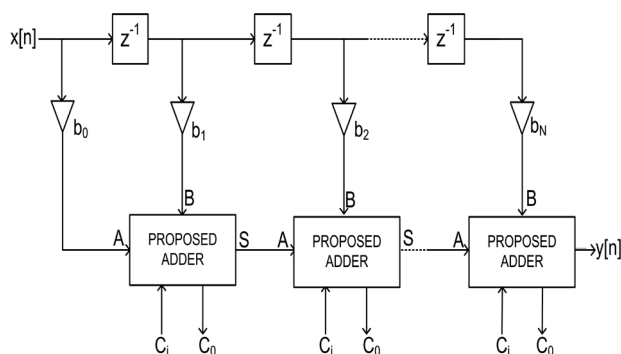 x[n] z⁻¹ z⁻¹ z⁻¹
b₀ b₁ b₂ b_N
B B B
A PROPOSED ADDER S A PROPOSED ADDER S A PROPOSED ADDER y[n]
Cᵢ C₀ Cᵢ C₀ Cᵢ C₀